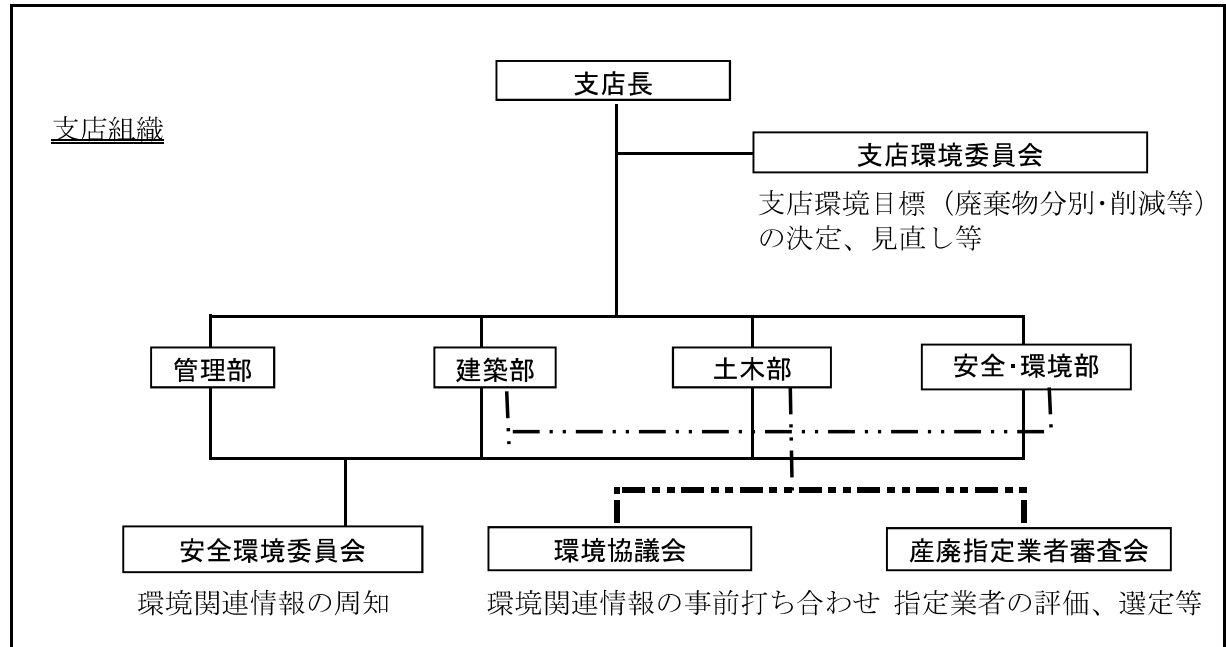 支店長
支店組織
支店環境委員会
支店環境目標（廃棄物分別･削減等）
の決定、見直し等
管理部
建築部
土木部
安全･環境部
安全環境委員会
環境協議会
産廃指定業者審査会
環境関連情報の周知
環境関連情報の事前打ち合わせ
指定業者の評価、選定等